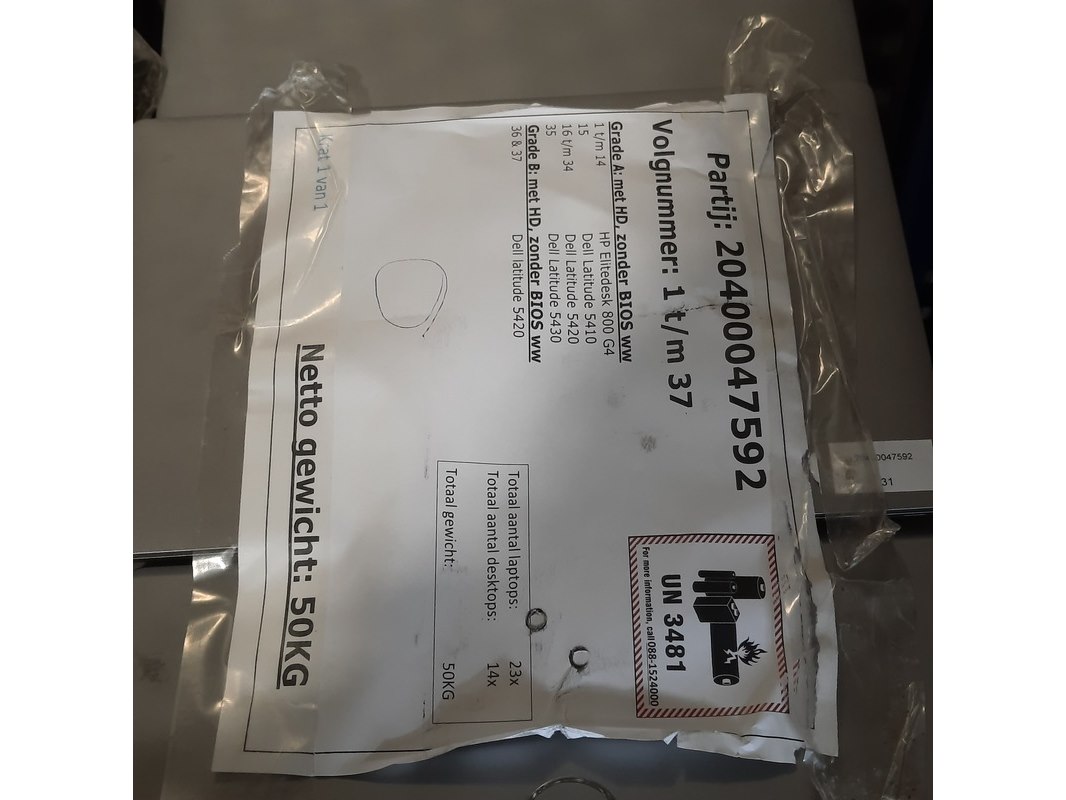 Partij: 20400047592
Volgnummer: 1 t/m 37
Grade A: met HD, zonder BIOS ww
1 t/m 14 HP Elitedesk 800 G4
15 Dell Latitude 5410
16 t/m 34 Dell Latitude 5420
35 Dell Latitude 5430
Grade B: met HD, zonder BIOS ww
36 & 37 Dell latitude 5420
UN 3481
For more information, call 088-1524000
Totaal aantal laptops: 23x
Totaal aantal desktops: 14x
Totaal gewicht: 50KG
Krat 1 van 1
Netto gewicht: 50KG
0047592
31